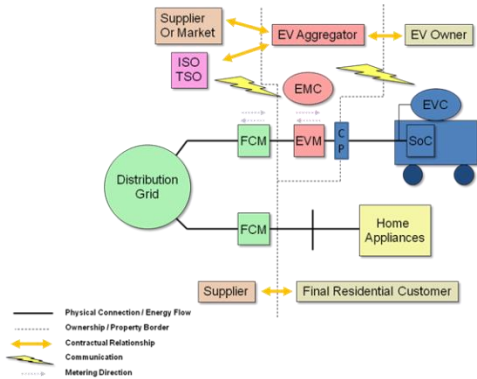 Supplier
Or Market
EV Aggregator
EV Owner
ISO
TSO
EMC
EVC
FCM
EVM
C
P
SoC
Distribution
Grid
FCM
Home
Appliances
Supplier
Final Residential Customer
Physical Connection / Energy Flow
Ownership / Property Border
Contractual Relationship
Communication
Metering Direction